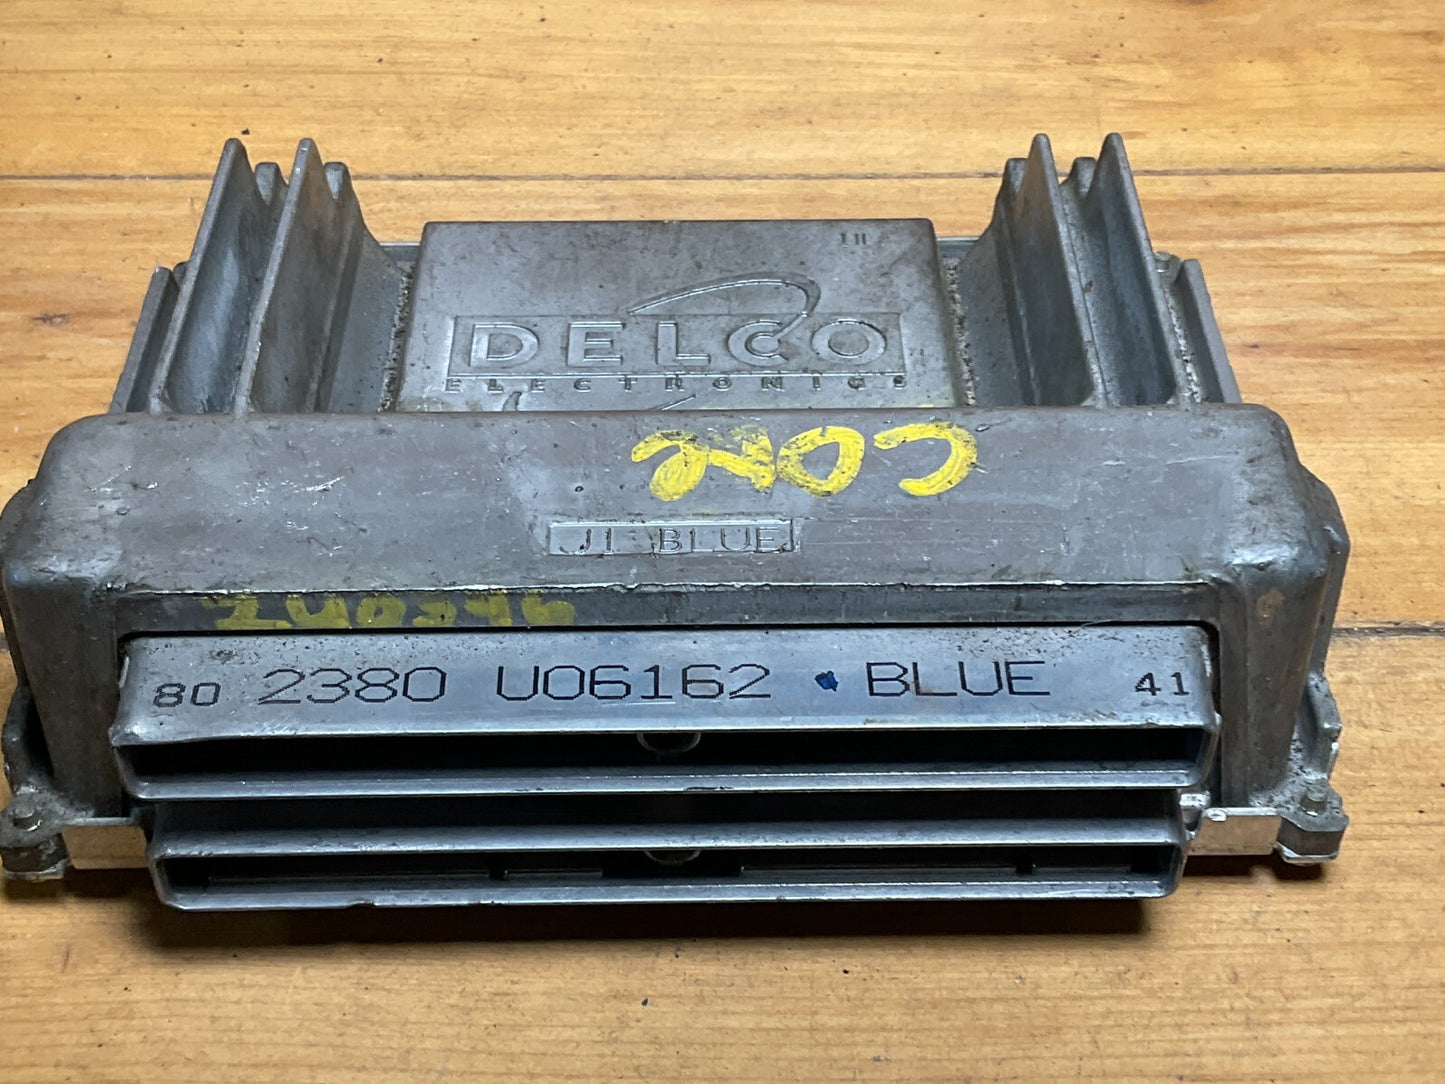 DELCO
ELECTRONICS
CORE
J1 BLUE
80 2380 U06162 • BLUE 41